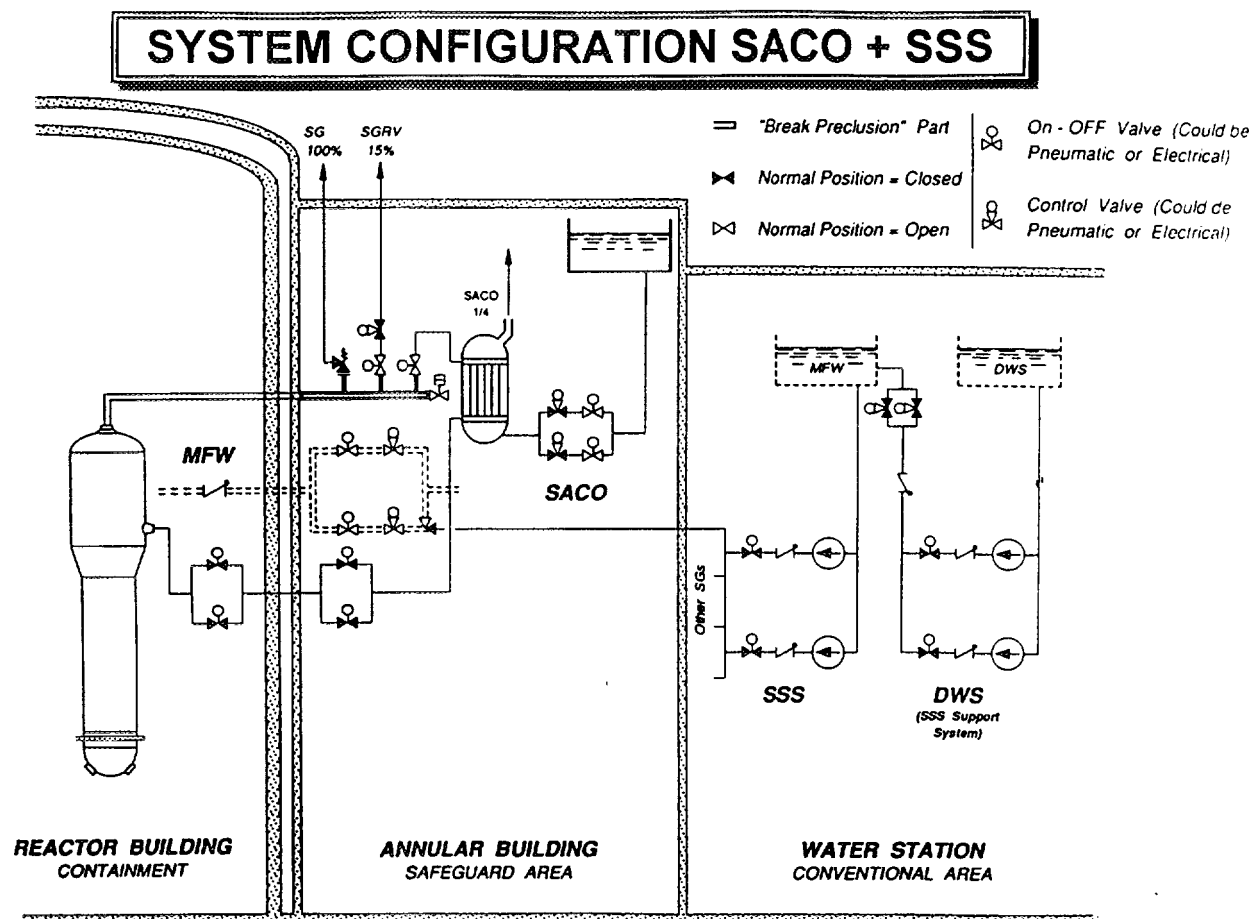 SYSTEM CONFIGURATION SACO + SSS
SG
100%
SGRV
15%
"Break Preclusion" Part
Normal Position = Closed
Normal Position = Open
On - OFF Valve (Could be
Pneumatic or Electrical)
Control Valve (Could de
Pneumatic or Electrical)
SACO
1/4
MFW
DWS
MFW
SACO
Other SGs
SSS
DWS
(SSS Support
System)
REACTOR BUILDING
CONTAINMENT
ANNULAR BUILDING
SAFEGUARD AREA
WATER STATION
CONVENTIONAL AREA